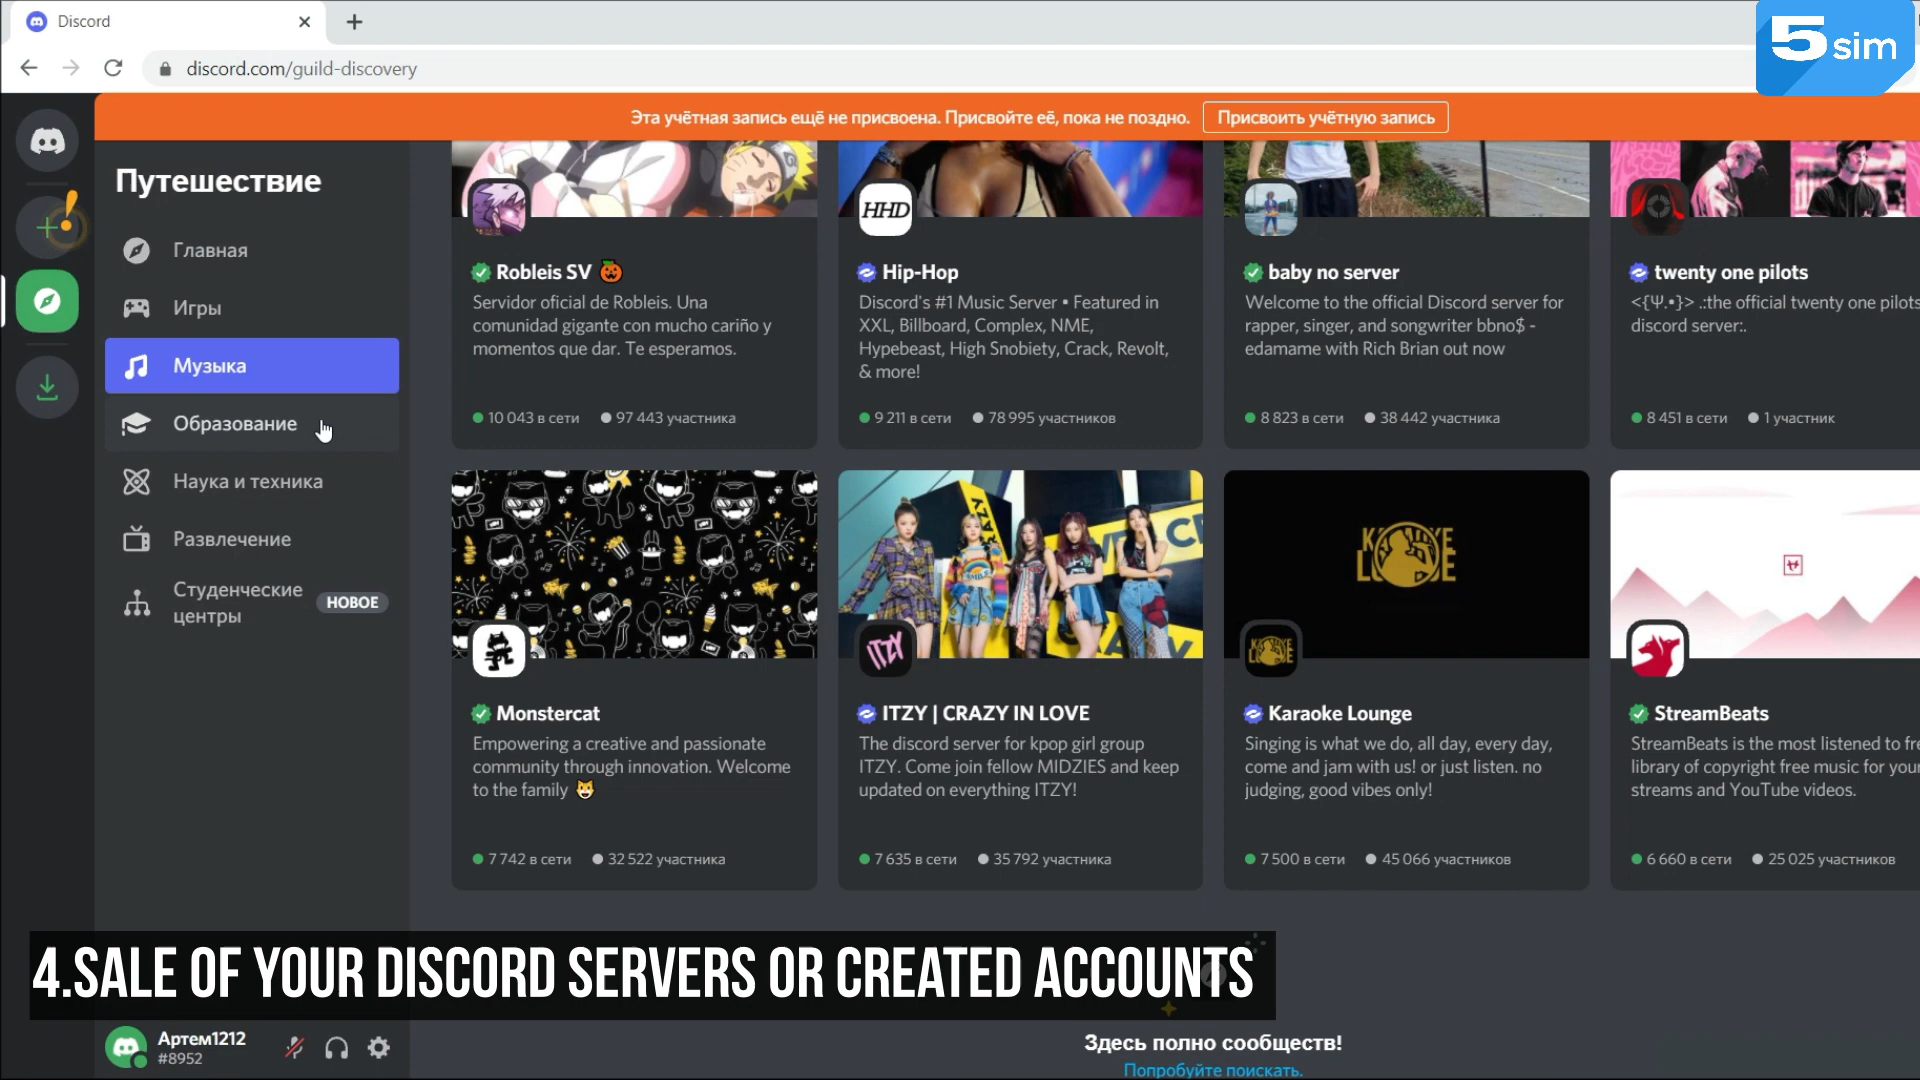 Discord
5sim
discord.com/guild-discovery
Эта учётная запись ещё не присвоена. Присвойте её, пока не поздно.
Присвоить учётную запись
Путешествие
Главная
Игры
Музыка
Образование
Наука и техника
Развлечение
Студенческие
центры
НОВОЕ
Robleis SV
Servidor oficial de Robleis. Una
comunidad gigante con mucho cariño y
momentos que dar. Te esperamos.
10 043 в сети
97 443 участника
HHD
Hip-Hop
Discord's #1 Music Server • Featured in
XXL, Billboard, Complex, NME,
Hypebeast, High Snobiety, Crack, Revolt,
& more!
9 211 в сети
78 995 участников
baby no server
Welcome to the official Discord server for
rapper, singer, and songwriter bbno$ -
edamame with Rich Brian out now
8 823 в сети
38 442 участника
twenty one pilots
<{Ψ.•}> .:the official twenty one pilots
discord server:.
8 451 в сети
1 участник
Monstercat
Empowering a creative and passionate
community through innovation. Welcome
to the family
7 742 в сети
32 522 участника
ITZY
ITZY | CRAZY IN LOVE
The discord server for kpop girl group
ITZY. Come join fellow MIDZIES and keep
updated on everything ITZY!
7 635 в сети
35 792 участника
Karaoke Lounge
Singing is what we do, all day, every day,
come and jam with us! or just listen. no
judging, good vibes only!
7 500 в сети
45 066 участников
StreamBeats
StreamBeats is the most listened to
library of copyright free music for your
streams and YouTube videos.
6 660 в сети
25 025 участников
4.SALE OF YOUR DISCORD SERVERS OR CREATED ACCOUNTS
Артем1212
#8952
Здесь полно сообществ!
Попробуйте поискать.